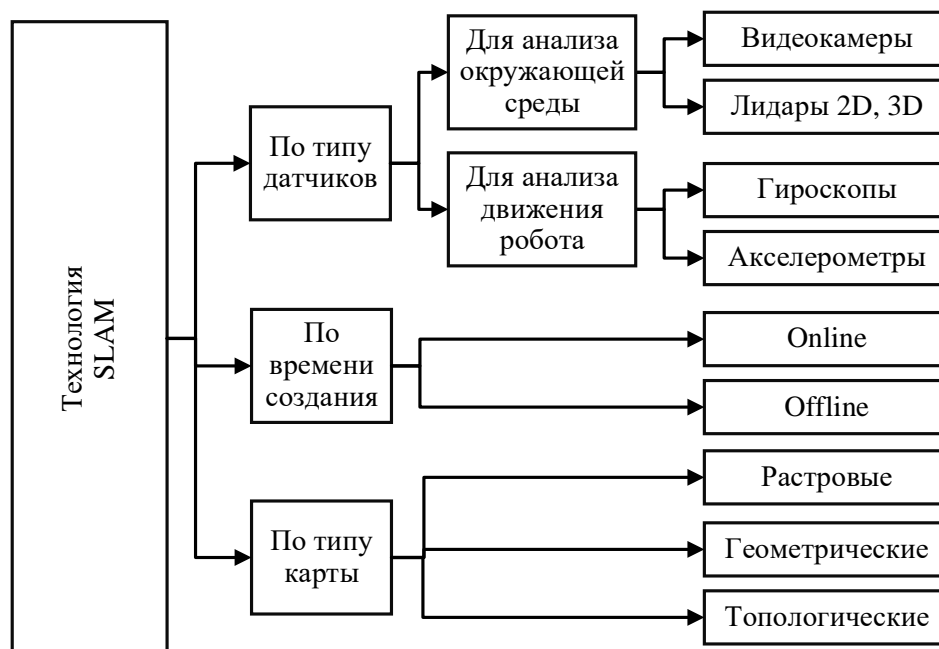 Технология
SLAM
По типу
датчиков
Для анализа
окружающей
среды
Видеокамеры
Лидары 2D, 3D
Для анализа
движения
робота
Гироскопы
Акселерометры
По
времени
создания
Online
Offline
По типу
карты
Растровые
Геометрические
Топологические